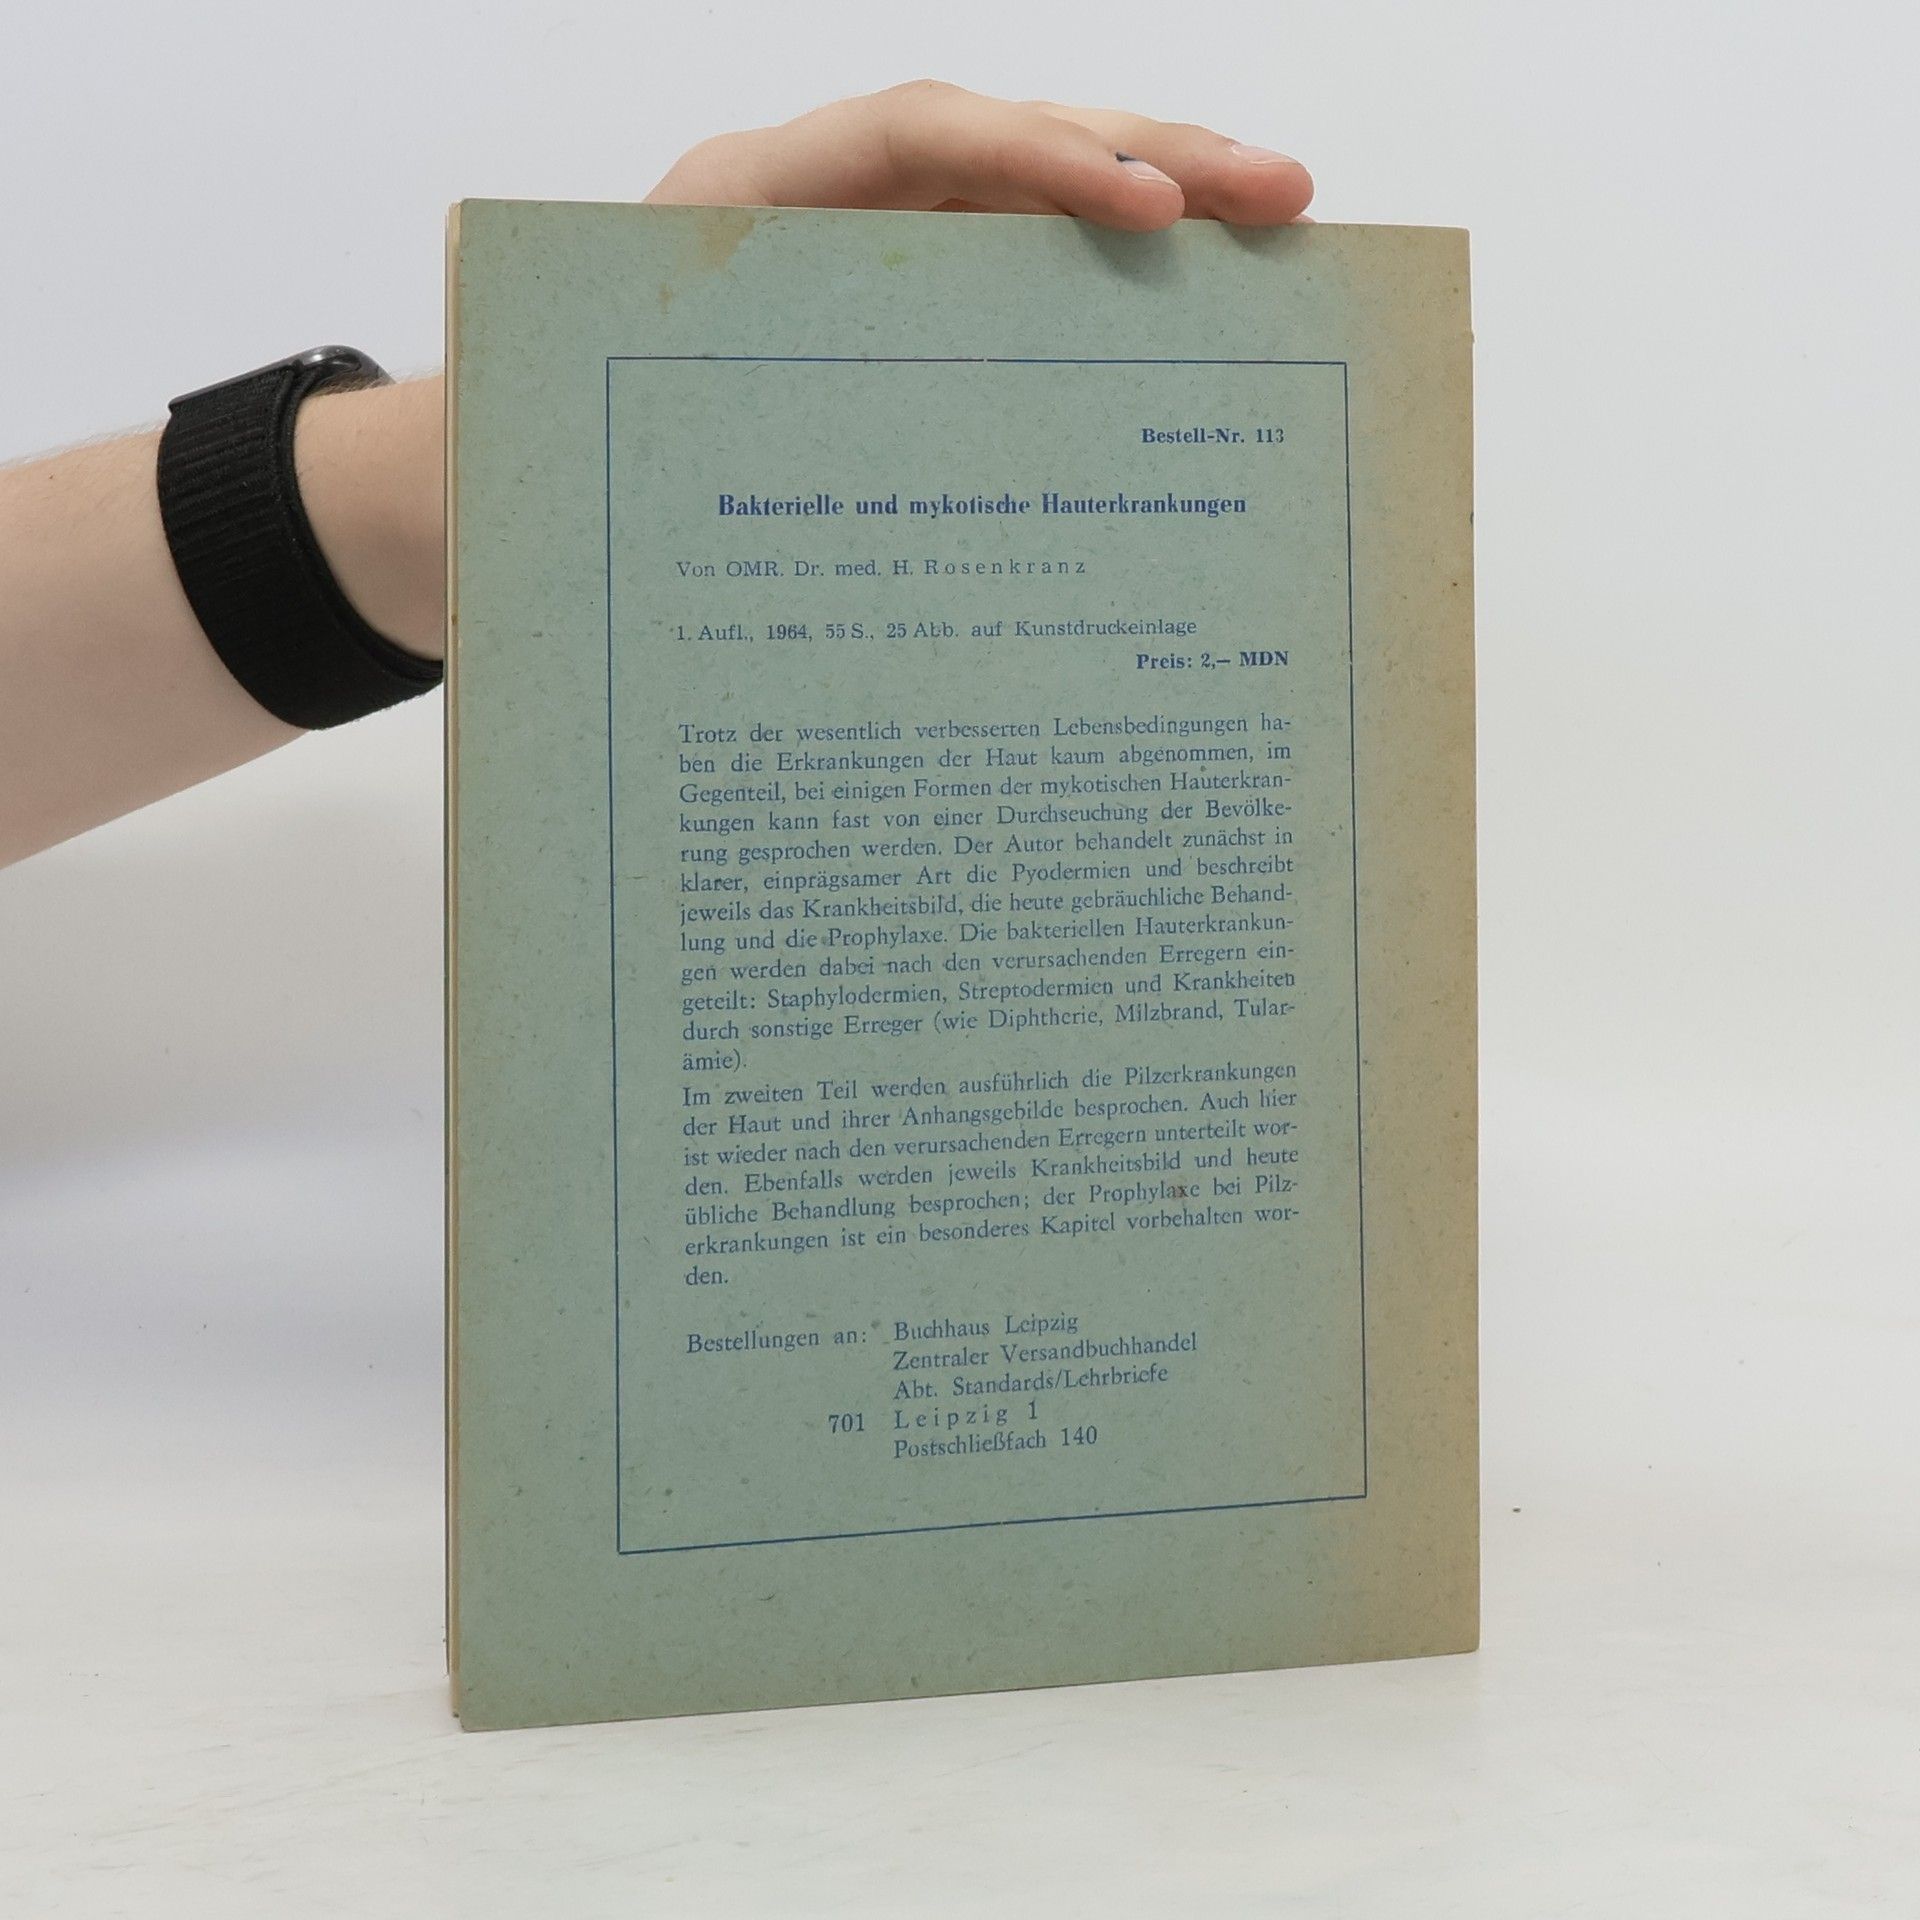 Bestell-Nr. 113
Bakterielle und mykotische Hauterkrankungen
Von OMR. Dr. med. H. Rosenkranz
1. Aufl., 1964, 55 S., 25 Abb. auf Kunstdruckeinlage
Preis: 2,– MDN
Trotz der wesentlich verbesserten Lebensbedingungen ha-
ben die Erkrankungen der Haut kaum abgenommen, im
Gegenteil, bei einigen Formen der mykotischen Hauterkran-
kungen kann fast von einer Durchseuchung der Bevölke-
rung gesprochen werden. Der Autor behandelt zunächst in
klarer, einprägsamer Art die Pyodermien und beschreibt
jeweils das Krankheitsbild, die heute gebräuchliche Behand-
lung und die Prophylaxe. Die bakteriellen Hauterkrankun-
gen werden dabei nach den verursachenden Erregern ein-
geteilt: Staphylodermien, Streptodermien und Krankheiten
durch sonstige Erreger (wie Diphtherie, Milzbrand, Tular-
ämie).
Im zweiten Teil werden ausführlich die Pilzerkrankungen
der Haut und ihrer Anhangsgebilde besprochen. Auch hier
ist wieder nach den verursachenden Erregern unterteilt wor-
den. Ebenfalls werden jeweils Krankheitsbild und heute
übliche Behandlung besprochen; der Prophylaxe bei Pilz-
erkrankungen ist ein besonderes Kapitel vorbehalten wor-
den.
Bestellungen an: Buchhaus Leipzig
Zentraler Versandbuchhandel
Abt. Standards/Lehrbriefe
701 Leipzig 1
Postschließfach 140